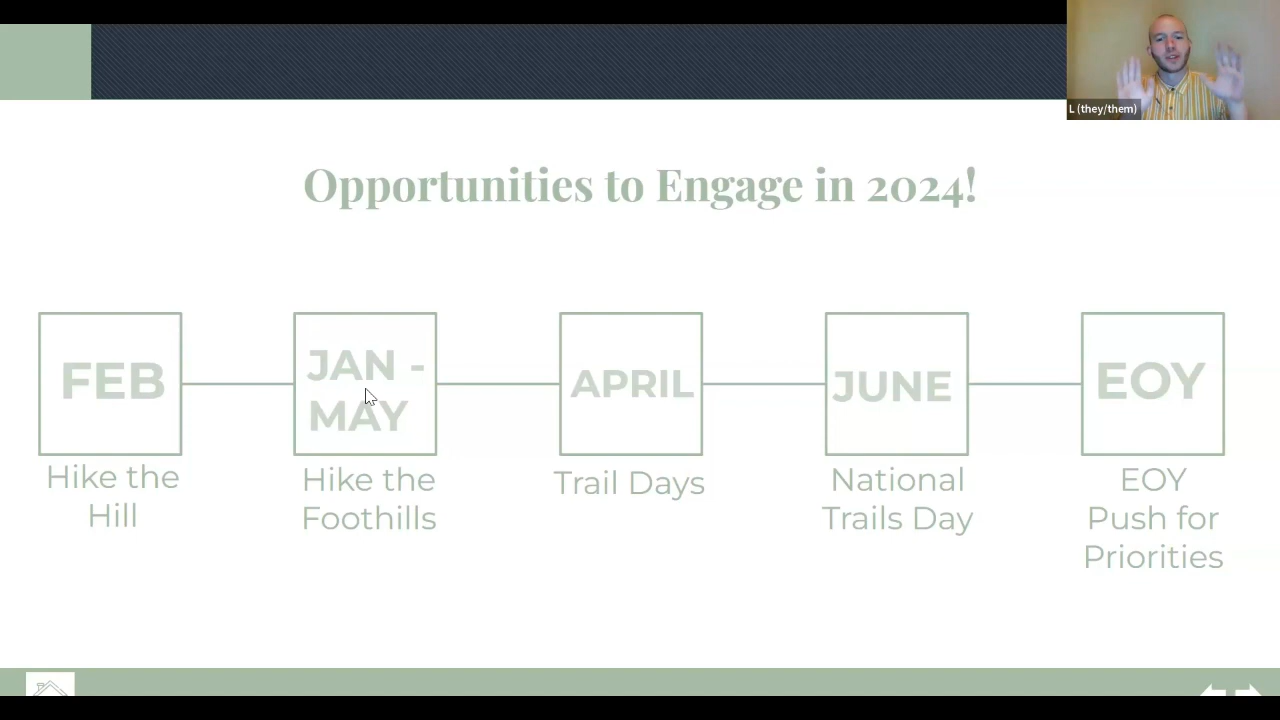 L (they/them)
Opportunities to Engage in 2024!
FEB
JAN -
MAY
APRIL
JUNE
EOY
Hike the
Hill
Hike the
Foothills
Trail Days
National
Trails Day
EOY
Push for
Priorities